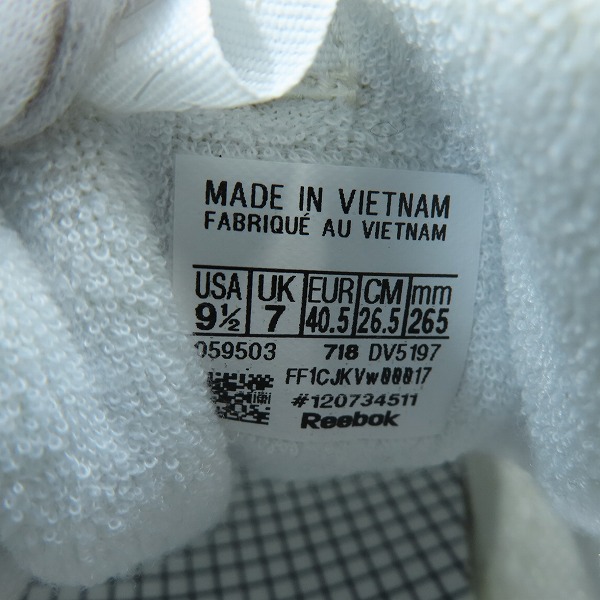 MADE IN VIETNAM
FABRIQUÉ AU VIETNAM
USA UK EUR CM mm
9½ 7 40.5 26.5 265
059503 718 DV5197
FF1CJKVw00017
#120734511
Reebok